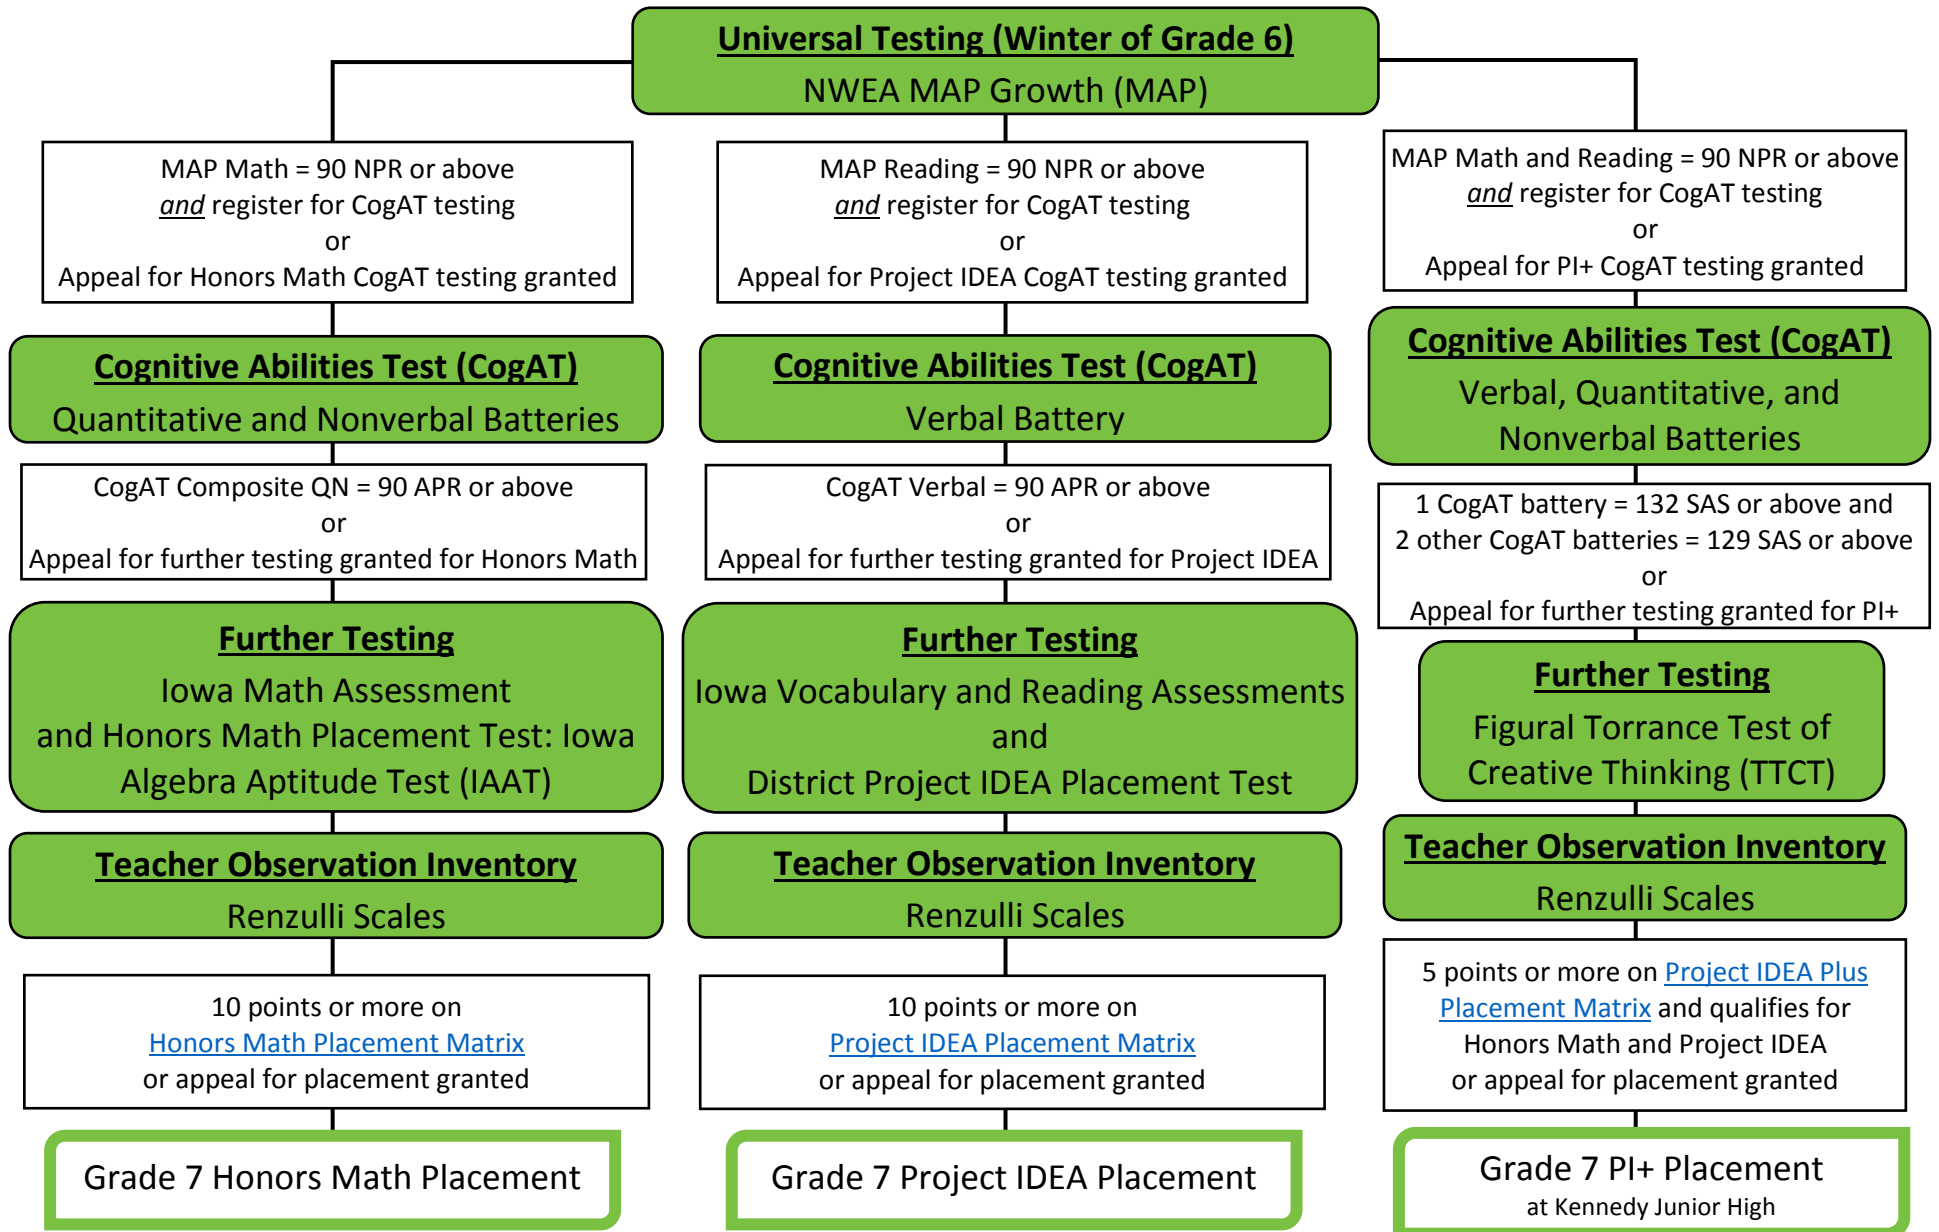 Universal Testing (Winter of Grade 6)
NWEA MAP Growth (MAP)
MAP Math = 90 NPR or above
and register for CogAT testing
or
Appeal for Honors Math CogAT testing granted
Cognitive Abilities Test (CogAT)
Quantitative and Nonverbal Batteries
CogAT Composite QN = 90 APR or above
or
Appeal for further testing granted for Honors Math
Further Testing
Iowa Math Assessment
and Honors Math Placement Test: Iowa
Algebra Aptitude Test (IAAT)
Teacher Observation Inventory
Renzulli Scales
10 points or more on
Honors Math Placement Matrix
or appeal for placement granted
Grade 7 Honors Math Placement
MAP Reading = 90 NPR or above
and register for CogAT testing
or
Appeal for Project IDEA CogAT testing granted
Cognitive Abilities Test (CogAT)
Verbal Battery
CogAT Verbal = 90 APR or above
or
Appeal for further testing granted for Project IDEA
Further Testing
Iowa Vocabulary and Reading Assessments
and
District Project IDEA Placement Test
Teacher Observation Inventory
Renzulli Scales
10 points or more on
Project IDEA Placement Matrix
or appeal for placement granted
Grade 7 Project IDEA Placement
MAP Math and Reading = 90 NPR or above
and register for CogAT testing
or
Appeal for PI+ CogAT testing granted
Cognitive Abilities Test (CogAT)
Verbal, Quantitative, and
Nonverbal Batteries
1 CogAT battery = 132 SAS or above and
2 other CogAT batteries = 129 SAS or above
or
Appeal for further testing granted for PI+
Further Testing
Figural Torrance Test of
Creative Thinking (TTCT)
Teacher Observation Inventory
Renzulli Scales
5 points or more on Project IDEA Plus
Placement Matrix and qualifies for
Honors Math and Project IDEA
or appeal for placement granted
Grade 7 PI+ Placement
at Kennedy Junior High